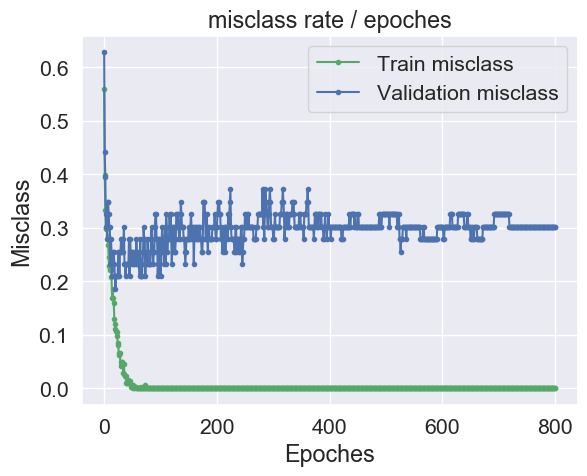 misclass rate / epoches
Train misclass
Validation misclass
Misclass
0.6
0.5
0.4
0.3
0.2
0.1
0.0
0
200
400
600
800
Epoches